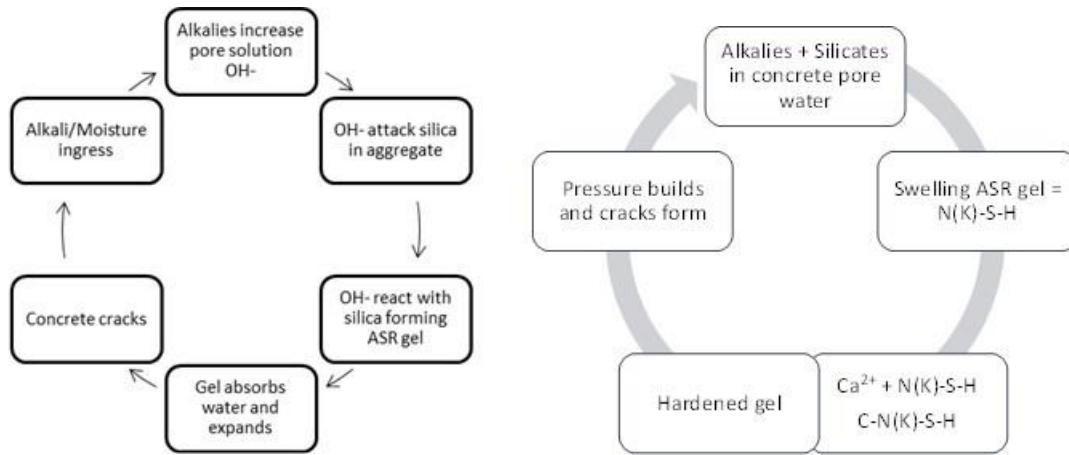 Alkalies increase
pore solution
OH-
OH- attack silica
in aggregate
OH- react with
silica forming
ASR gel
Gel absorbs
water and
expands
Concrete cracks
Alkali/Moisture
ingress
Alkalies + Silicates
in concrete pore
water
Swelling ASR gel =
N(K)-S-H
Ca²⁺ + N(K)-S-H
C-N(K)-S-H
Hardened gel
Pressure builds
and cracks form